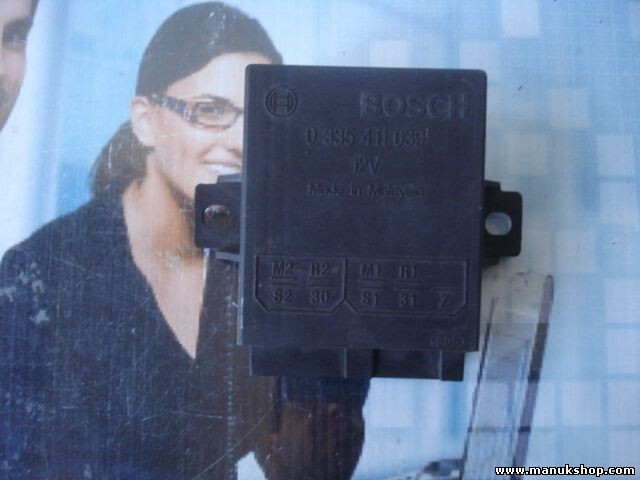 BOSCH
0 335 411 039
12V
Made in Malaysia
M2 R2 M1 R1
S2 30 S1 31 Z
www.manukshop.com